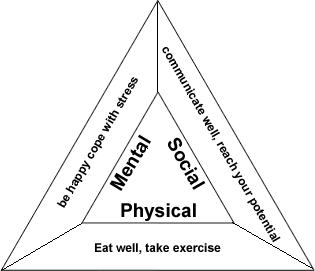 be happy cope with stress
communicate well, reach your potential
Mental
Social
Physical
Eat well, take exercise